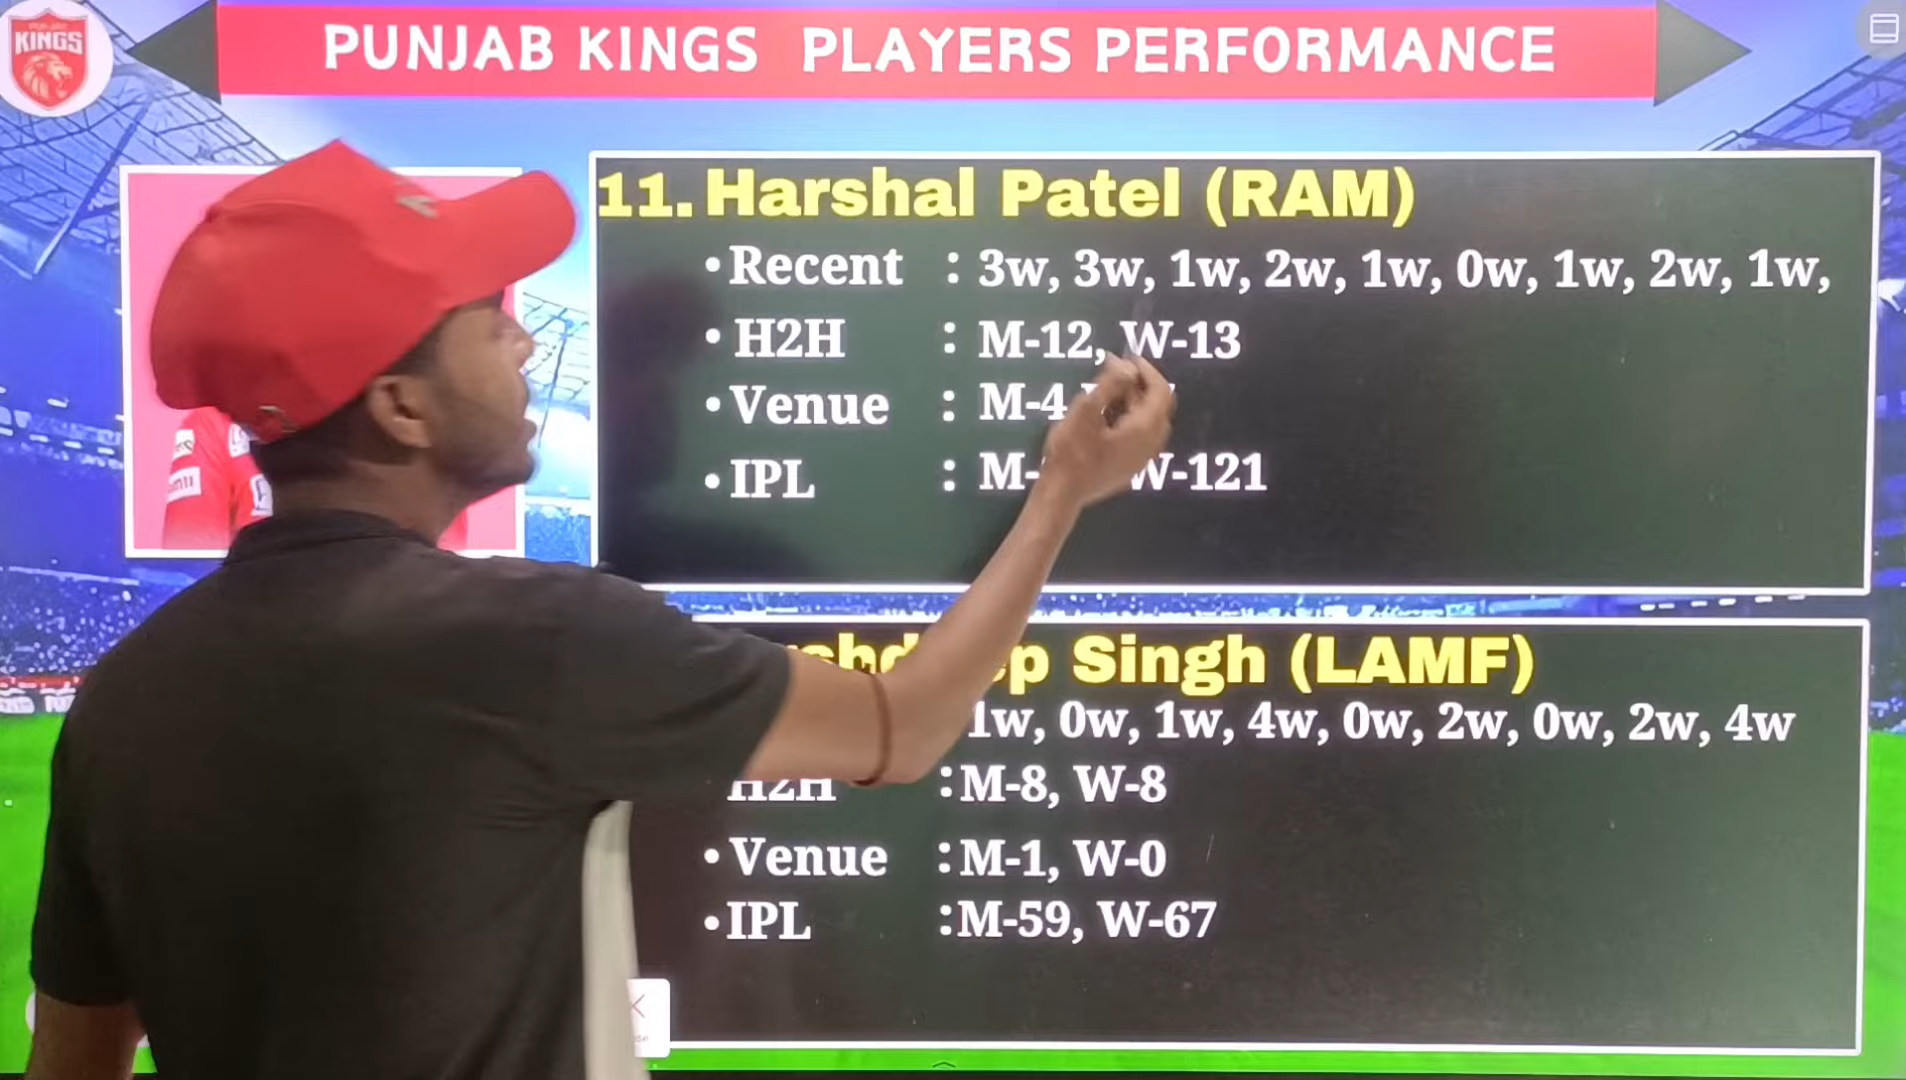 KINGS
PUNJAB KINGS PLAYERS PERFORMANCE
11. Harshal Patel (RAM)
• Recent : 3w, 3w, 1w, 2w, 1w, 0w, 1w, 2w, 1w,
• H2H : M-12, W-13
• Venue : M-4
• IPL : M- W-121
Singh (LAMF)
1w, 0w, 1w, 4w, 0w, 2w, 0w, 2w, 4w
H2H : M-8, W-8
• Venue : M-1, W-0
• IPL : M-59, W-67